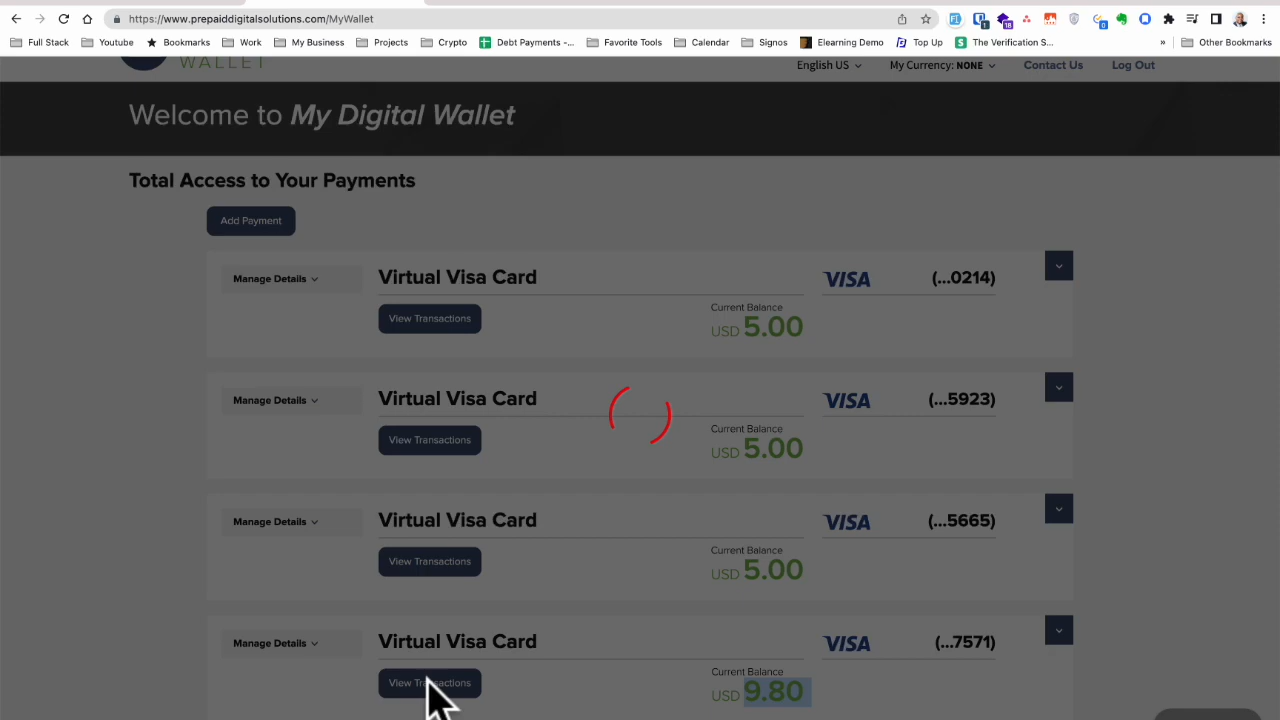 https://www.prepaiddigitalsolutions.com/MyWallet
Full Stack Youtube Bookmarks Work My Business Projects Crypto Debt Payments -... Favorite Tools Calendar Signos Elearning Demo Top Up The Verification S... » Other Bookmarks
WALLET English US My Currency: NONE Contact Us Log Out
Welcome to My Digital Wallet
Total Access to Your Payments
Add Payment
Manage Details Virtual Visa Card VISA (...0214)
View Transactions Current Balance
USD 5.00
Manage Details Virtual Visa Card VISA (...5923)
View Transactions Current Balance
USD 5.00
Manage Details Virtual Visa Card VISA (...5665)
View Transactions Current Balance
USD 5.00
Manage Details Virtual Visa Card VISA (...7571)
View Transactions Current Balance
USD 9.80